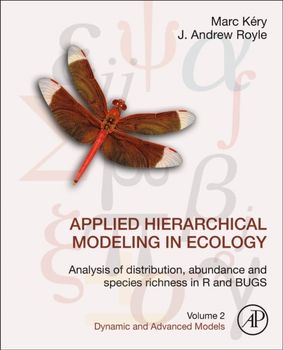 Marc Kéry
J. Andrew Royle
APPLIED HIERARCHICAL
MODELING IN ECOLOGY
Analysis of distribution, abundance and
species richness in R and BUGS
Volume 2
Dynamic and Advanced Models
AP